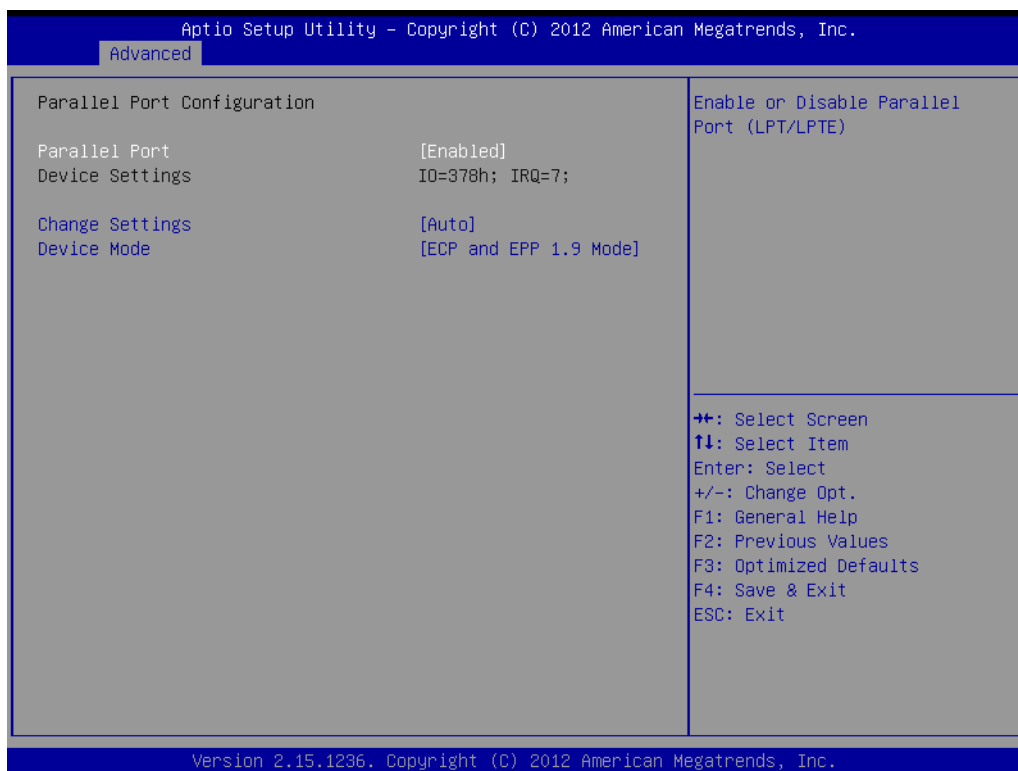 Aptio Setup Utility – Copyright (C) 2012 American Megatrends, Inc.
Advanced
Parallel Port Configuration
Parallel Port [Enabled]
Device Settings IO=378h; IRQ=7;
Change Settings [Auto]
Device Mode [ECP and EPP 1.9 Mode]
Enable or Disable Parallel
Port (LPT/LPTE)
→←: Select Screen
↑↓: Select Item
Enter: Select
+/-: Change Opt.
F1: General Help
F2: Previous Values
F3: Optimized Defaults
F4: Save & Exit
ESC: Exit
Version 2.15.1236. Copyright (C) 2012 American Megatrends, Inc.